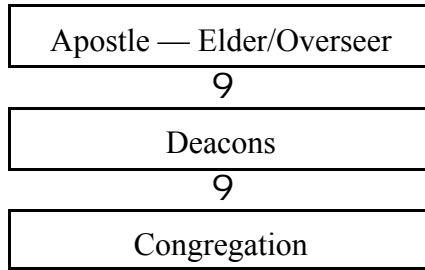 Apostle — Elder/Overseer
9
Deacons
9
Congregation